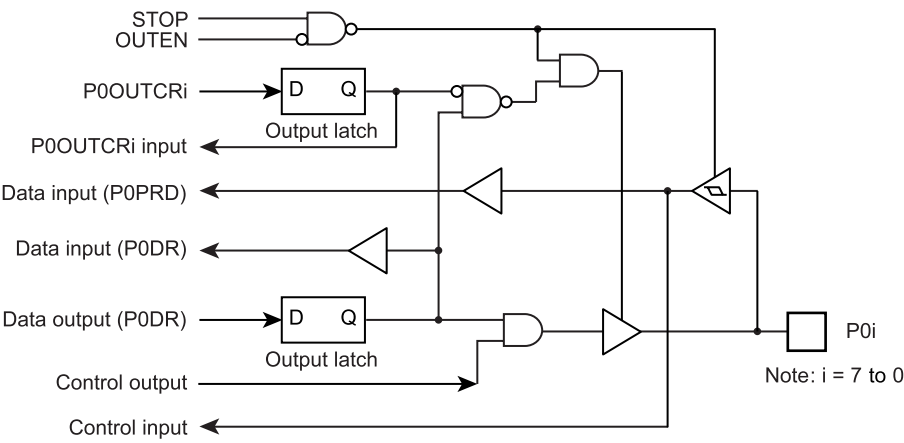 STOP
OUTEN
P0OUTCRi
D Q
Output latch
P0OUTCRi input
Data input (P0PRD)
Data input (P0DR)
Data output (P0DR)
D Q
Output latch
P0i
Control output
Note: i = 7 to 0
Control input